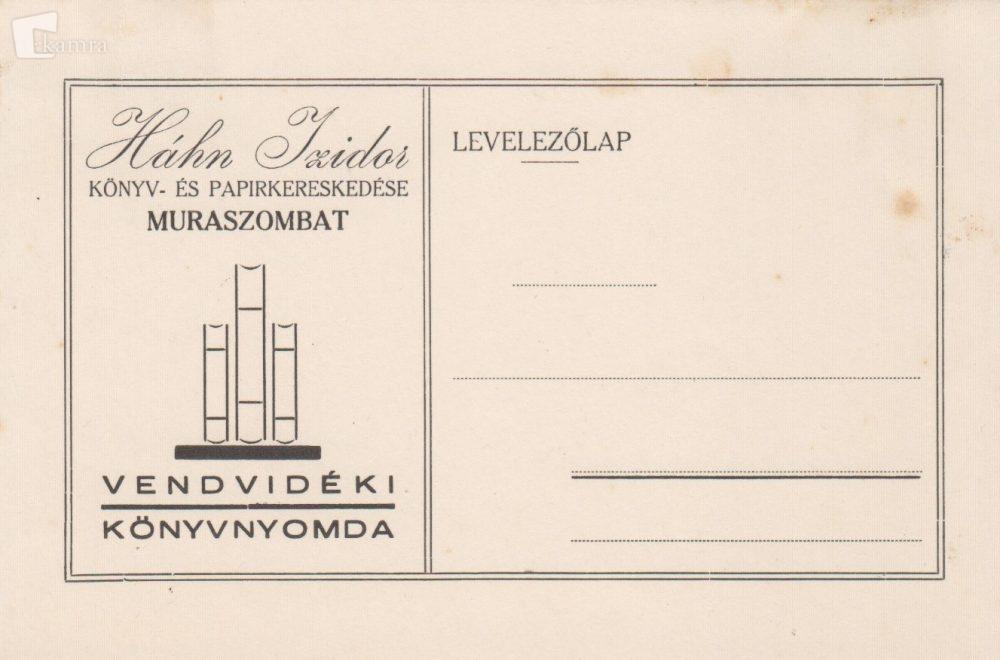 kamra
Háhn Izidor
KÖNYV- ÉS PAPIRKERESKEDÉSE
MURASZOMBAT
VENDVIDÉKI
KÖNYVNYOMDA
LEVELEZŐLAP